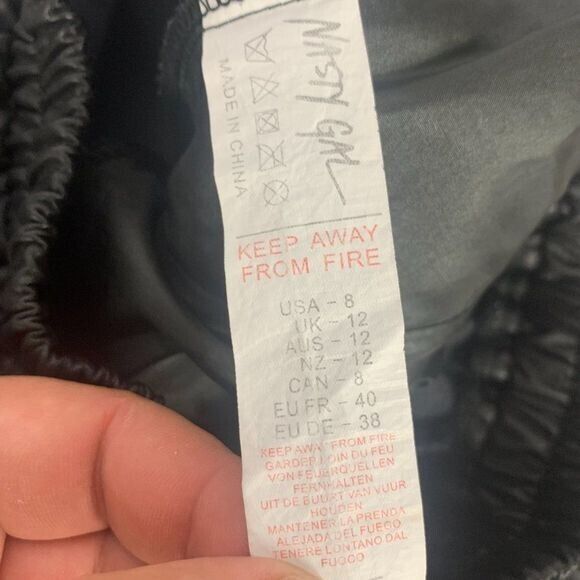 NASTY GAL
MADE IN CHINA
KEEP AWAY
FROM FIRE
USA - 8
UK - 12
AUS - 12
NZ - 12
CAN - 8
EU FR - 40
EU DE - 38
KEEP AWAY FROM FIRE
GARDER LOIN DU FEU
VON FEUERQUELLEN
FERNHALTEN
UIT DE BUURT VAN VUUR
HOUDEN
MANTENER LA PRENDA
ALEJADA DEL FUEGO
TENERE LONTANO DAL
FUOCO